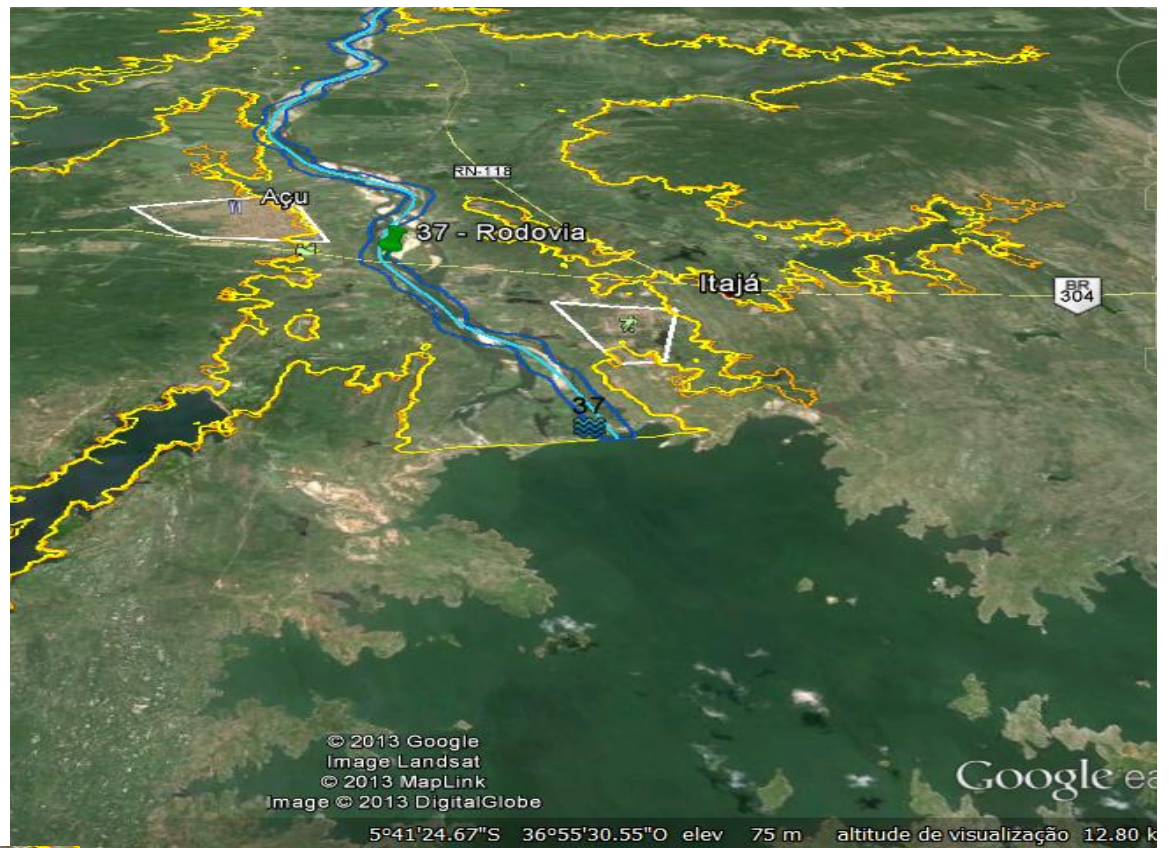 RN-118
Açu
37 - Rodovia
Itajá
BR
304
37
© 2013 Google
Image Landsat
© 2013 MapLink
Image © 2013 DigitalGlobe
Google ea
5°41'24.67"S 36°55'30.55"O elev 75 m altitude de visualização 12.80 k